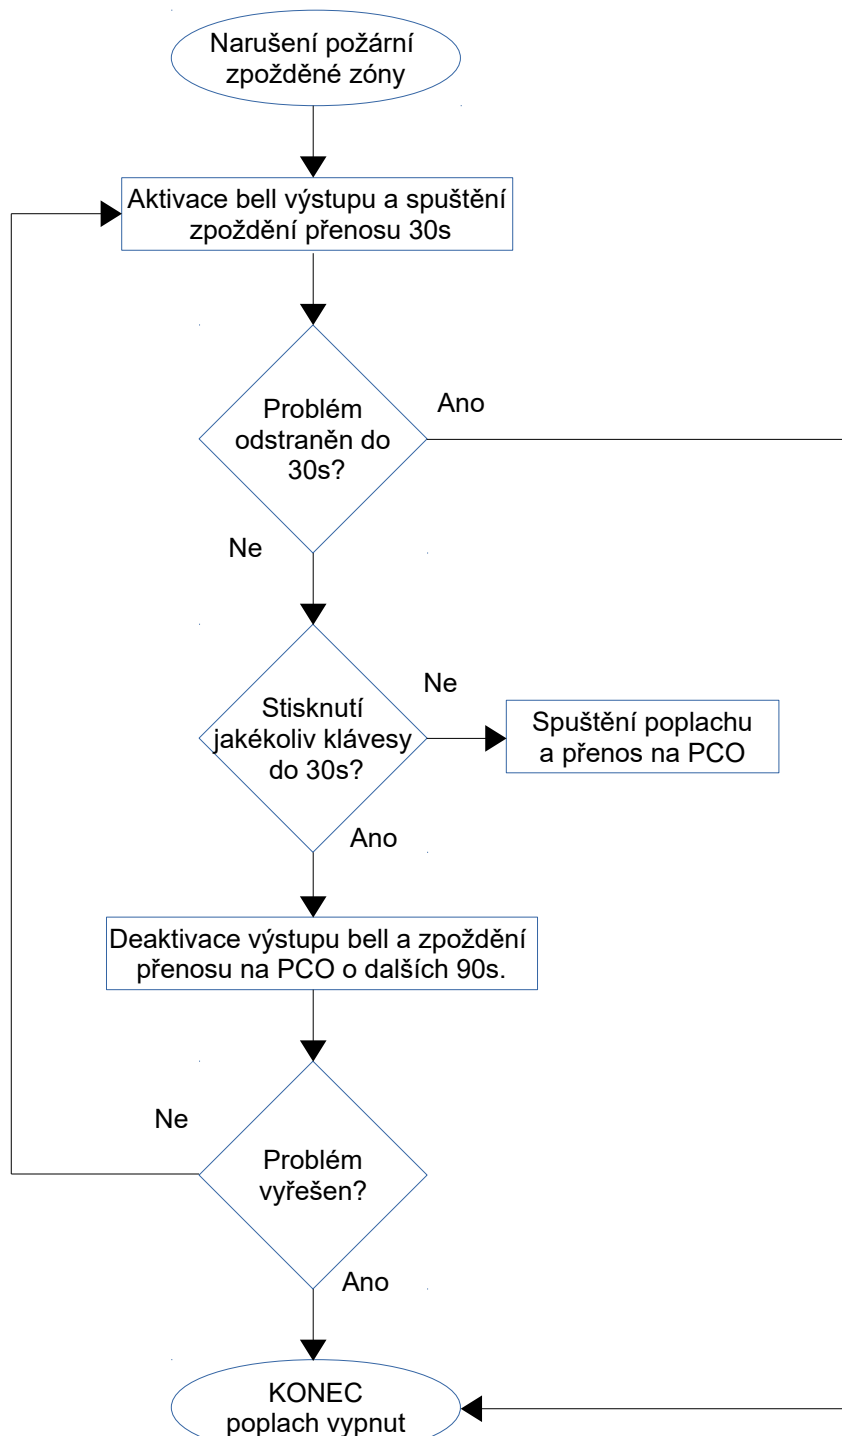 Narušení požární
zpožděné zóny
Aktivace bell výstupu a spuštění
zpoždění přenosu 30s
Problém
odstraněn do
30s?
Ano
Ne
Stisknutí
jakékoliv klávesy
do 30s?
Ne
Spuštění poplachu
a přenos na PCO
Ano
Deaktivace výstupu bell a zpoždění
přenosu na PCO o dalších 90s.
Ne
Problém
vyřešen?
Ano
KONEC
poplach vypnut